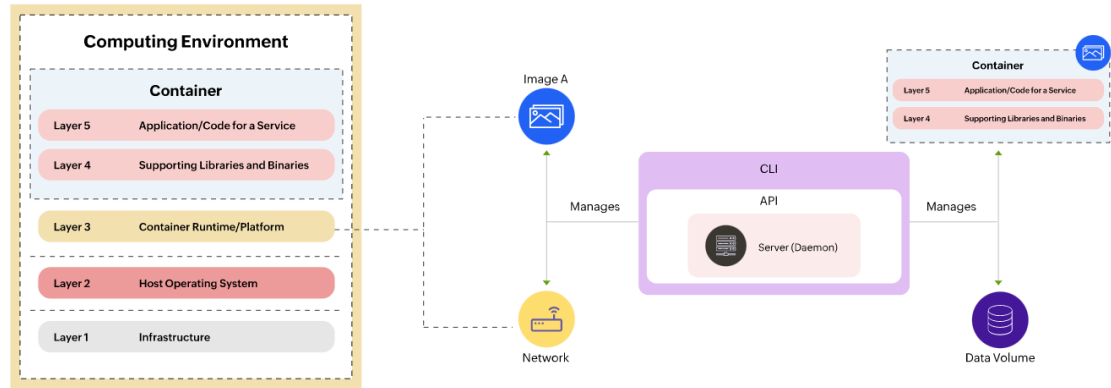 Computing Environment
Container
Layer 5 Application/Code for a Service
Layer 4 Supporting Libraries and Binaries
Layer 3 Container Runtime/Platform
Layer 2 Host Operating System
Layer 1 Infrastructure
Image A
Manages
Network
CLI
API
Server (Daemon)
Manages
Container
Layer 5 Application/Code for a Service
Layer 4 Supporting Libraries and Binaries
Data Volume